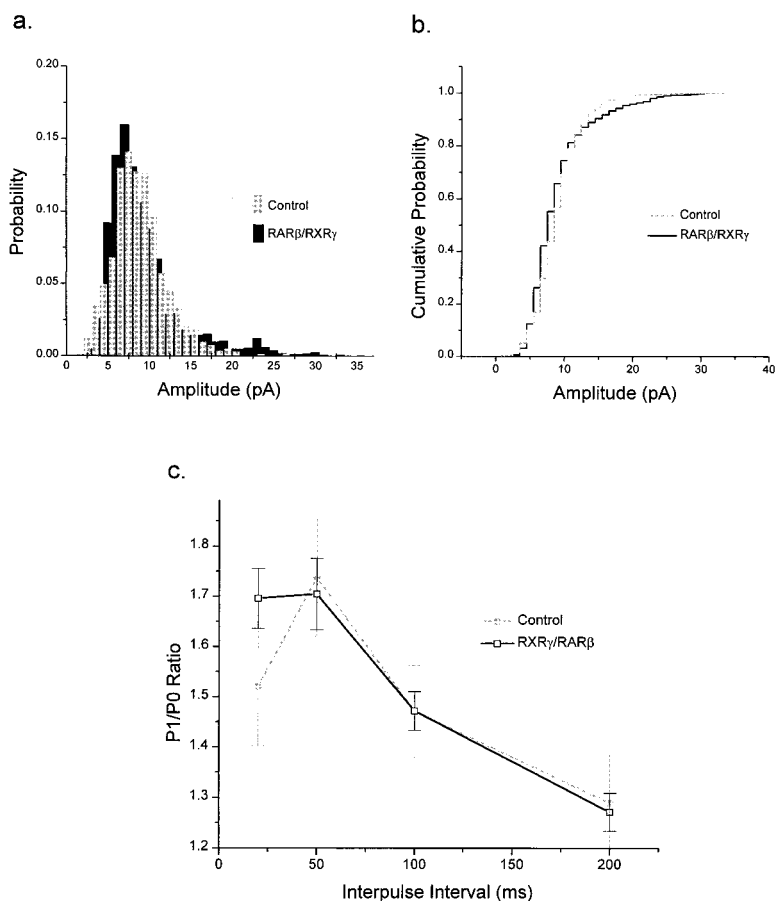 a.
0.20
0.15
0.10
0.05
0.00
0 5 10 15 20 25 30 35
Probability
Amplitude (pA)
Control
RARβ/RXRγ
b.
1.0
0.8
0.6
0.4
0.2
0.0
0 10 20 30 40
Cumulative Probability
Amplitude (pA)
Control
RARβ/RXRγ
c.
1.8
1.7
1.6
1.5
1.4
1.3
1.2
0 50 100 150 200
P1/P0 Ratio
Interpulse Interval (ms)
Control
RXRγ/RARβ